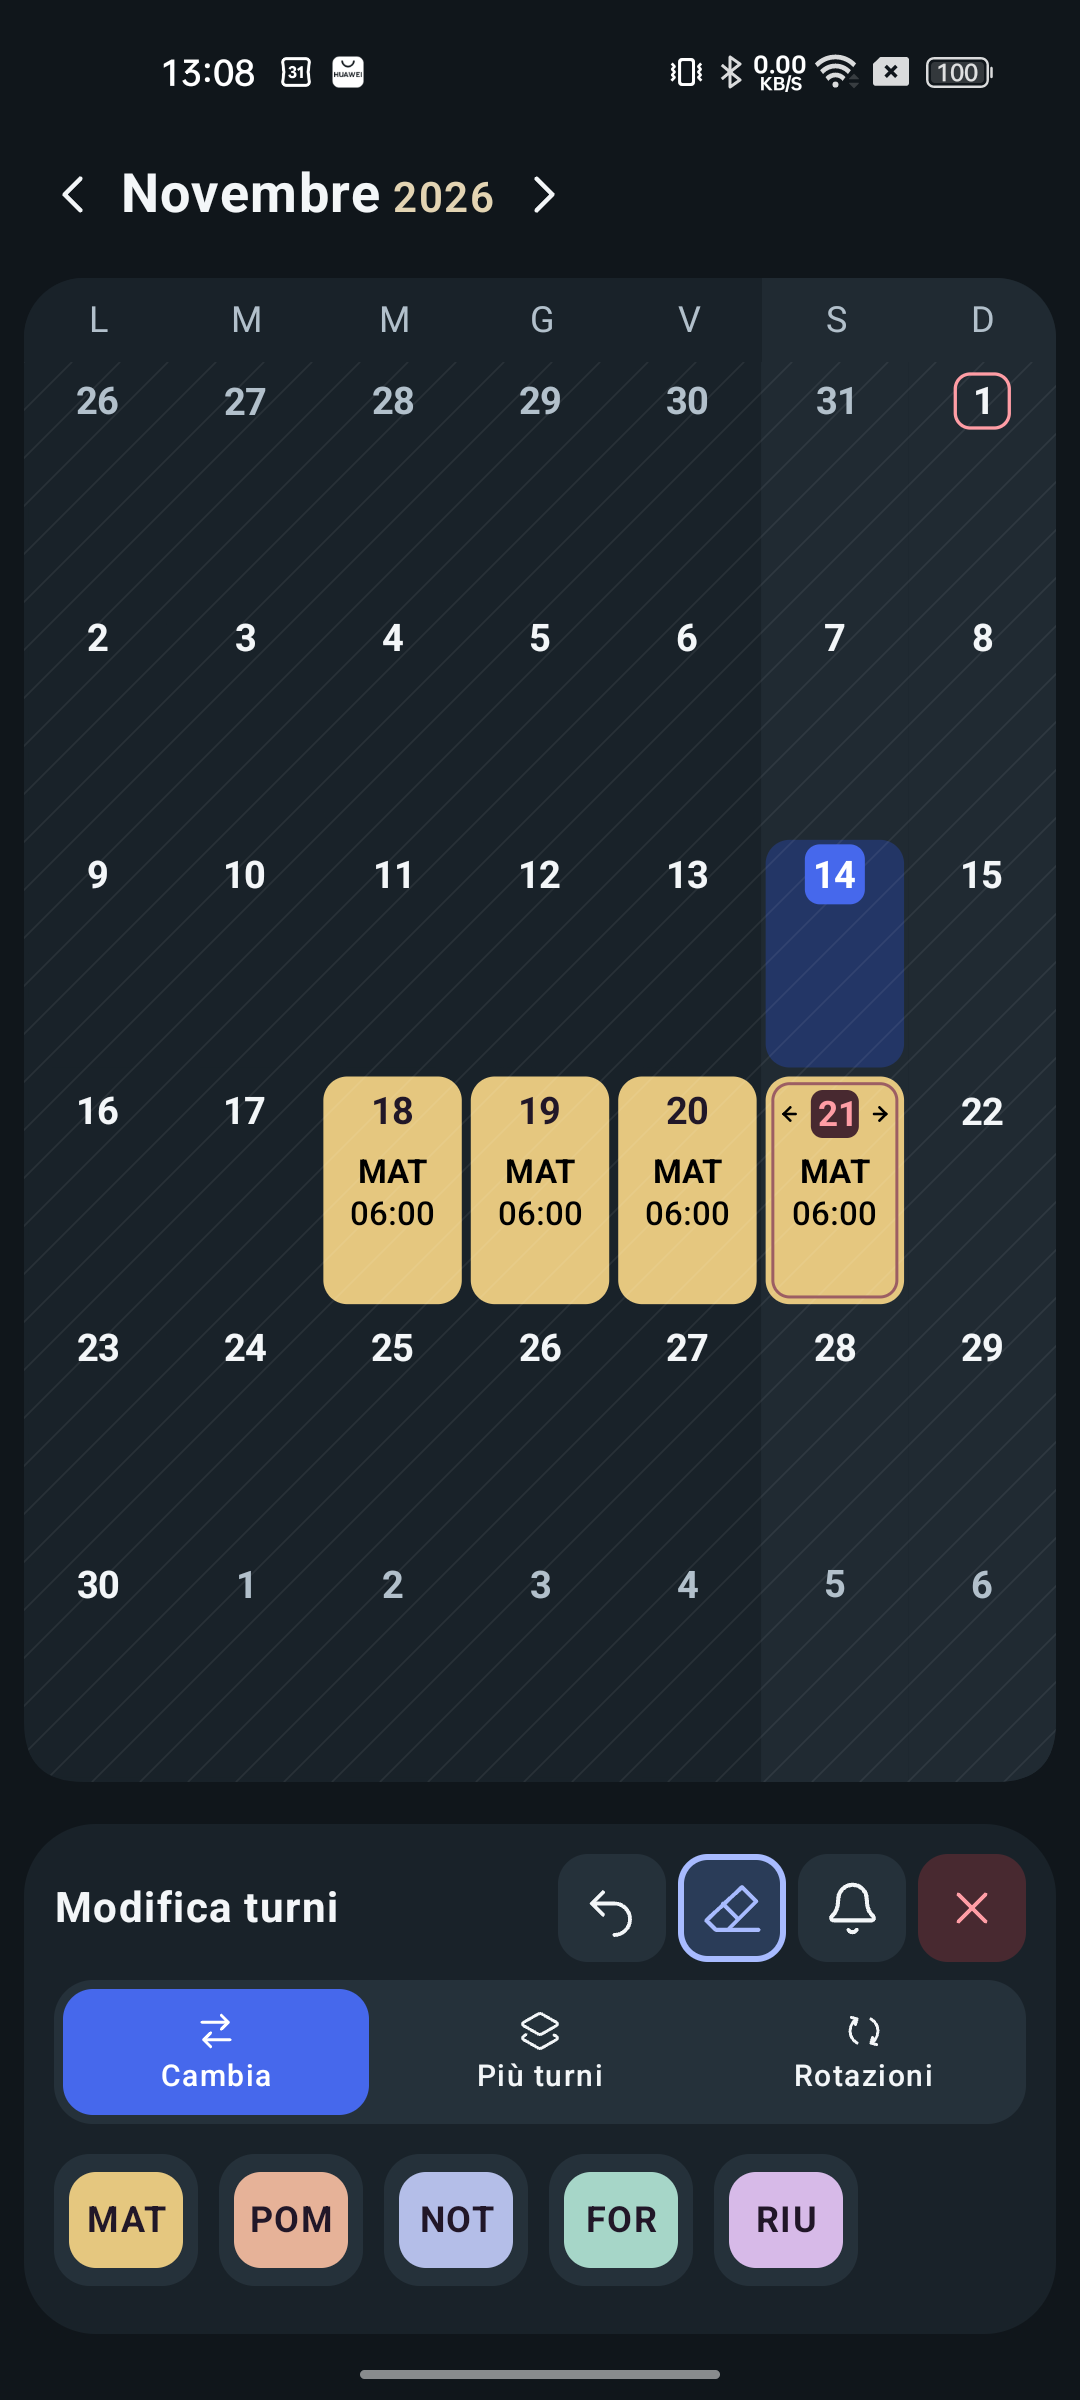 13:08 31 HUAWEI 0.00 KB/S 100
Novembre 2026
L M M G V S D
26 27 28 29 30 31 1
2 3 4 5 6 7 8
9 10 11 12 13 14 15
16 17 18 19 20 21 22
MAT MAT MAT MAT
06:00 06:00 06:00 06:00
23 24 25 26 27 28 29
30 1 2 3 4 5 6
Modifica turni
Cambia Più turni Rotazioni
MAT POM NOT FOR RIU